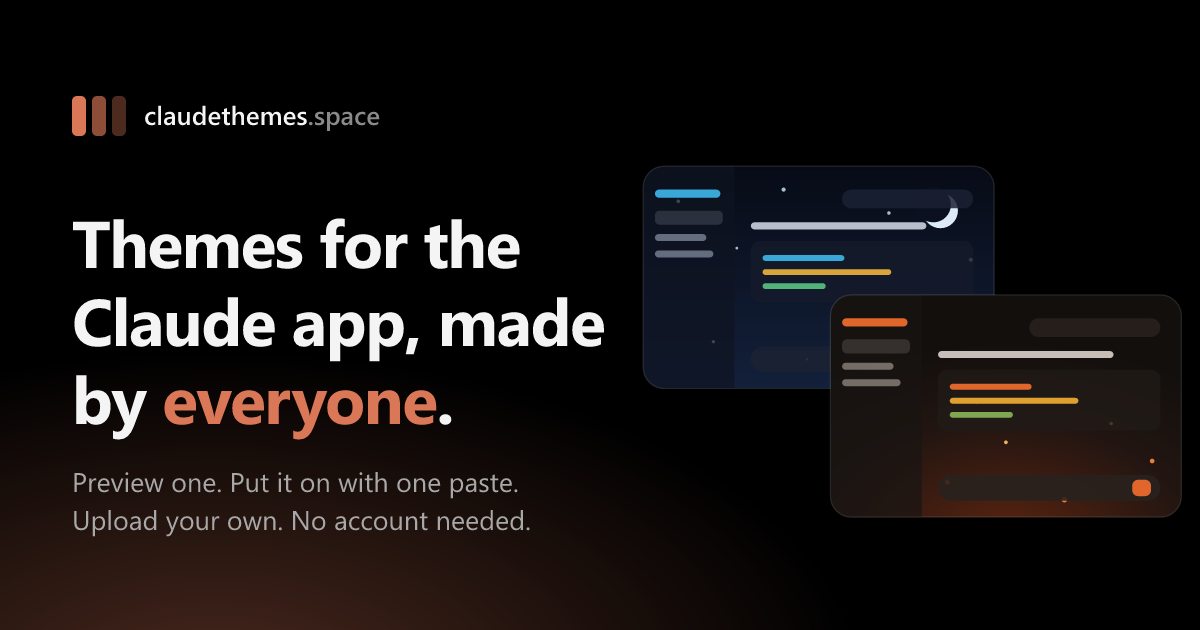 claudethemes.space
Themes for the
Claude app, made
by everyone.
Preview one. Put it on with one paste.
Upload your own. No account needed.